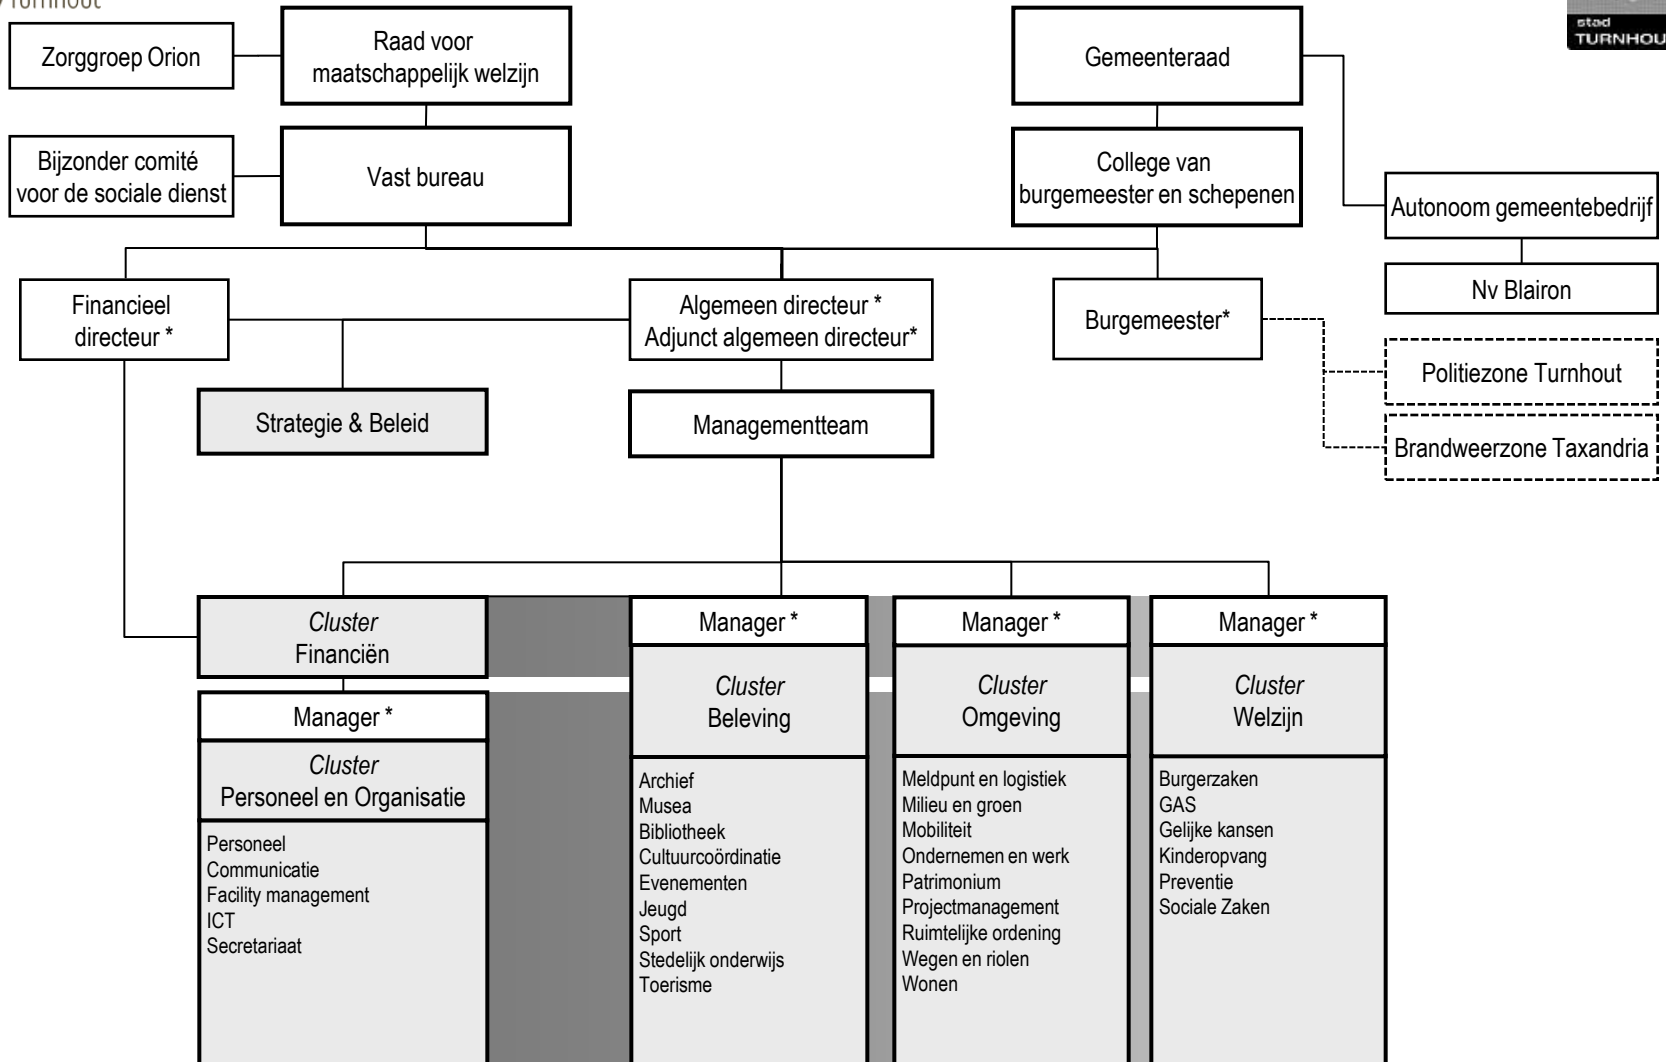 Turnhout
stad
TURNHOU
Zorggroep Orion
Raad voor
maatschappelijk welzijn
Gemeenteraad
Bijzonder comité
voor de sociale dienst
Vast bureau
College van
burgemeester en schepenen
Autonoom gemeentebedrijf
Nv Blairon
Financieel
directeur *
Algemeen directeur *
Adjunct algemeen directeur*
Burgemeester*
Politiezone Turnhout
Brandweerzone Taxandria
Strategie & Beleid
Managementteam
Cluster
Financiën
Manager *
Cluster
Personeel en Organisatie
Personeel
Communicatie
Facility management
ICT
Secretariaat
Manager *
Cluster
Beleving
Archief
Musea
Bibliotheek
Cultuurcoördinatie
Evenementen
Jeugd
Sport
Stedelijk onderwijs
Toerisme
Manager *
Cluster
Omgeving
Meldpunt en logistiek
Milieu en groen
Mobiliteit
Ondernemen en werk
Patrimonium
Projectmanagement
Ruimtelijke ordening
Wegen en riolen
Wonen
Manager *
Cluster
Welzijn
Burgerzaken
GAS
Gelijke kansen
Kinderopvang
Preventie
Sociale Zaken